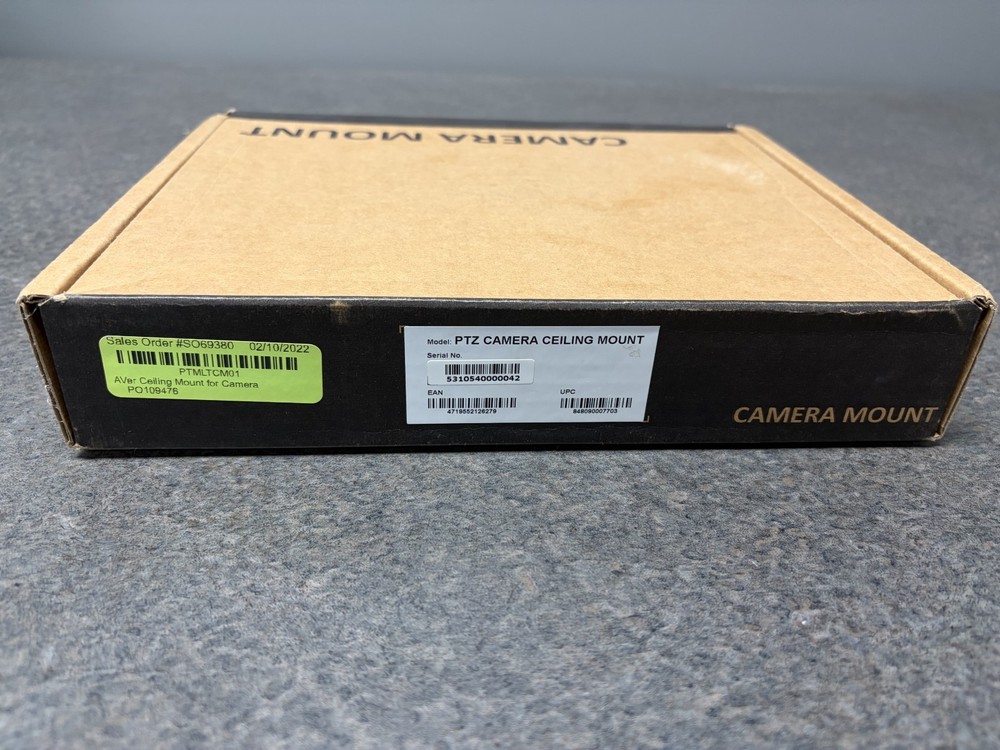 CAMERA MOUNT
Sales Order #SO69380 02/10/2022
PTMLTCM01
AVer Ceiling Mount for Camera
PO109476
Model: PTZ CAMERA CEILING MOUNT
Serial No.
5310540000042
EAN
4719552126279
UPC
848090007703
CAMERA MOUNT